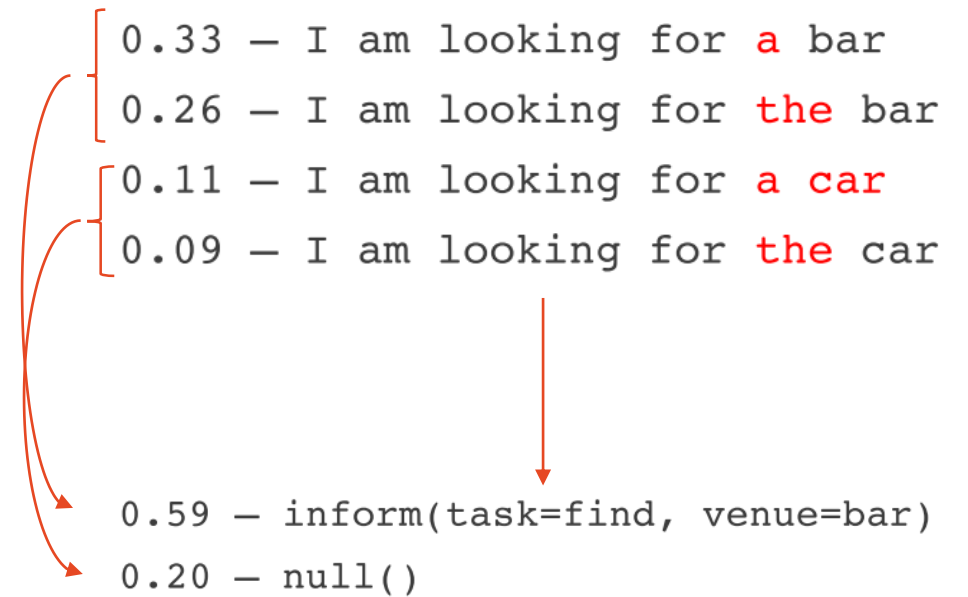 0.33 – I am looking for a bar
0.26 – I am looking for the bar
0.11 – I am looking for a car
0.09 – I am looking for the car
0.59 – inform(task=find, venue=bar)
0.20 – null()